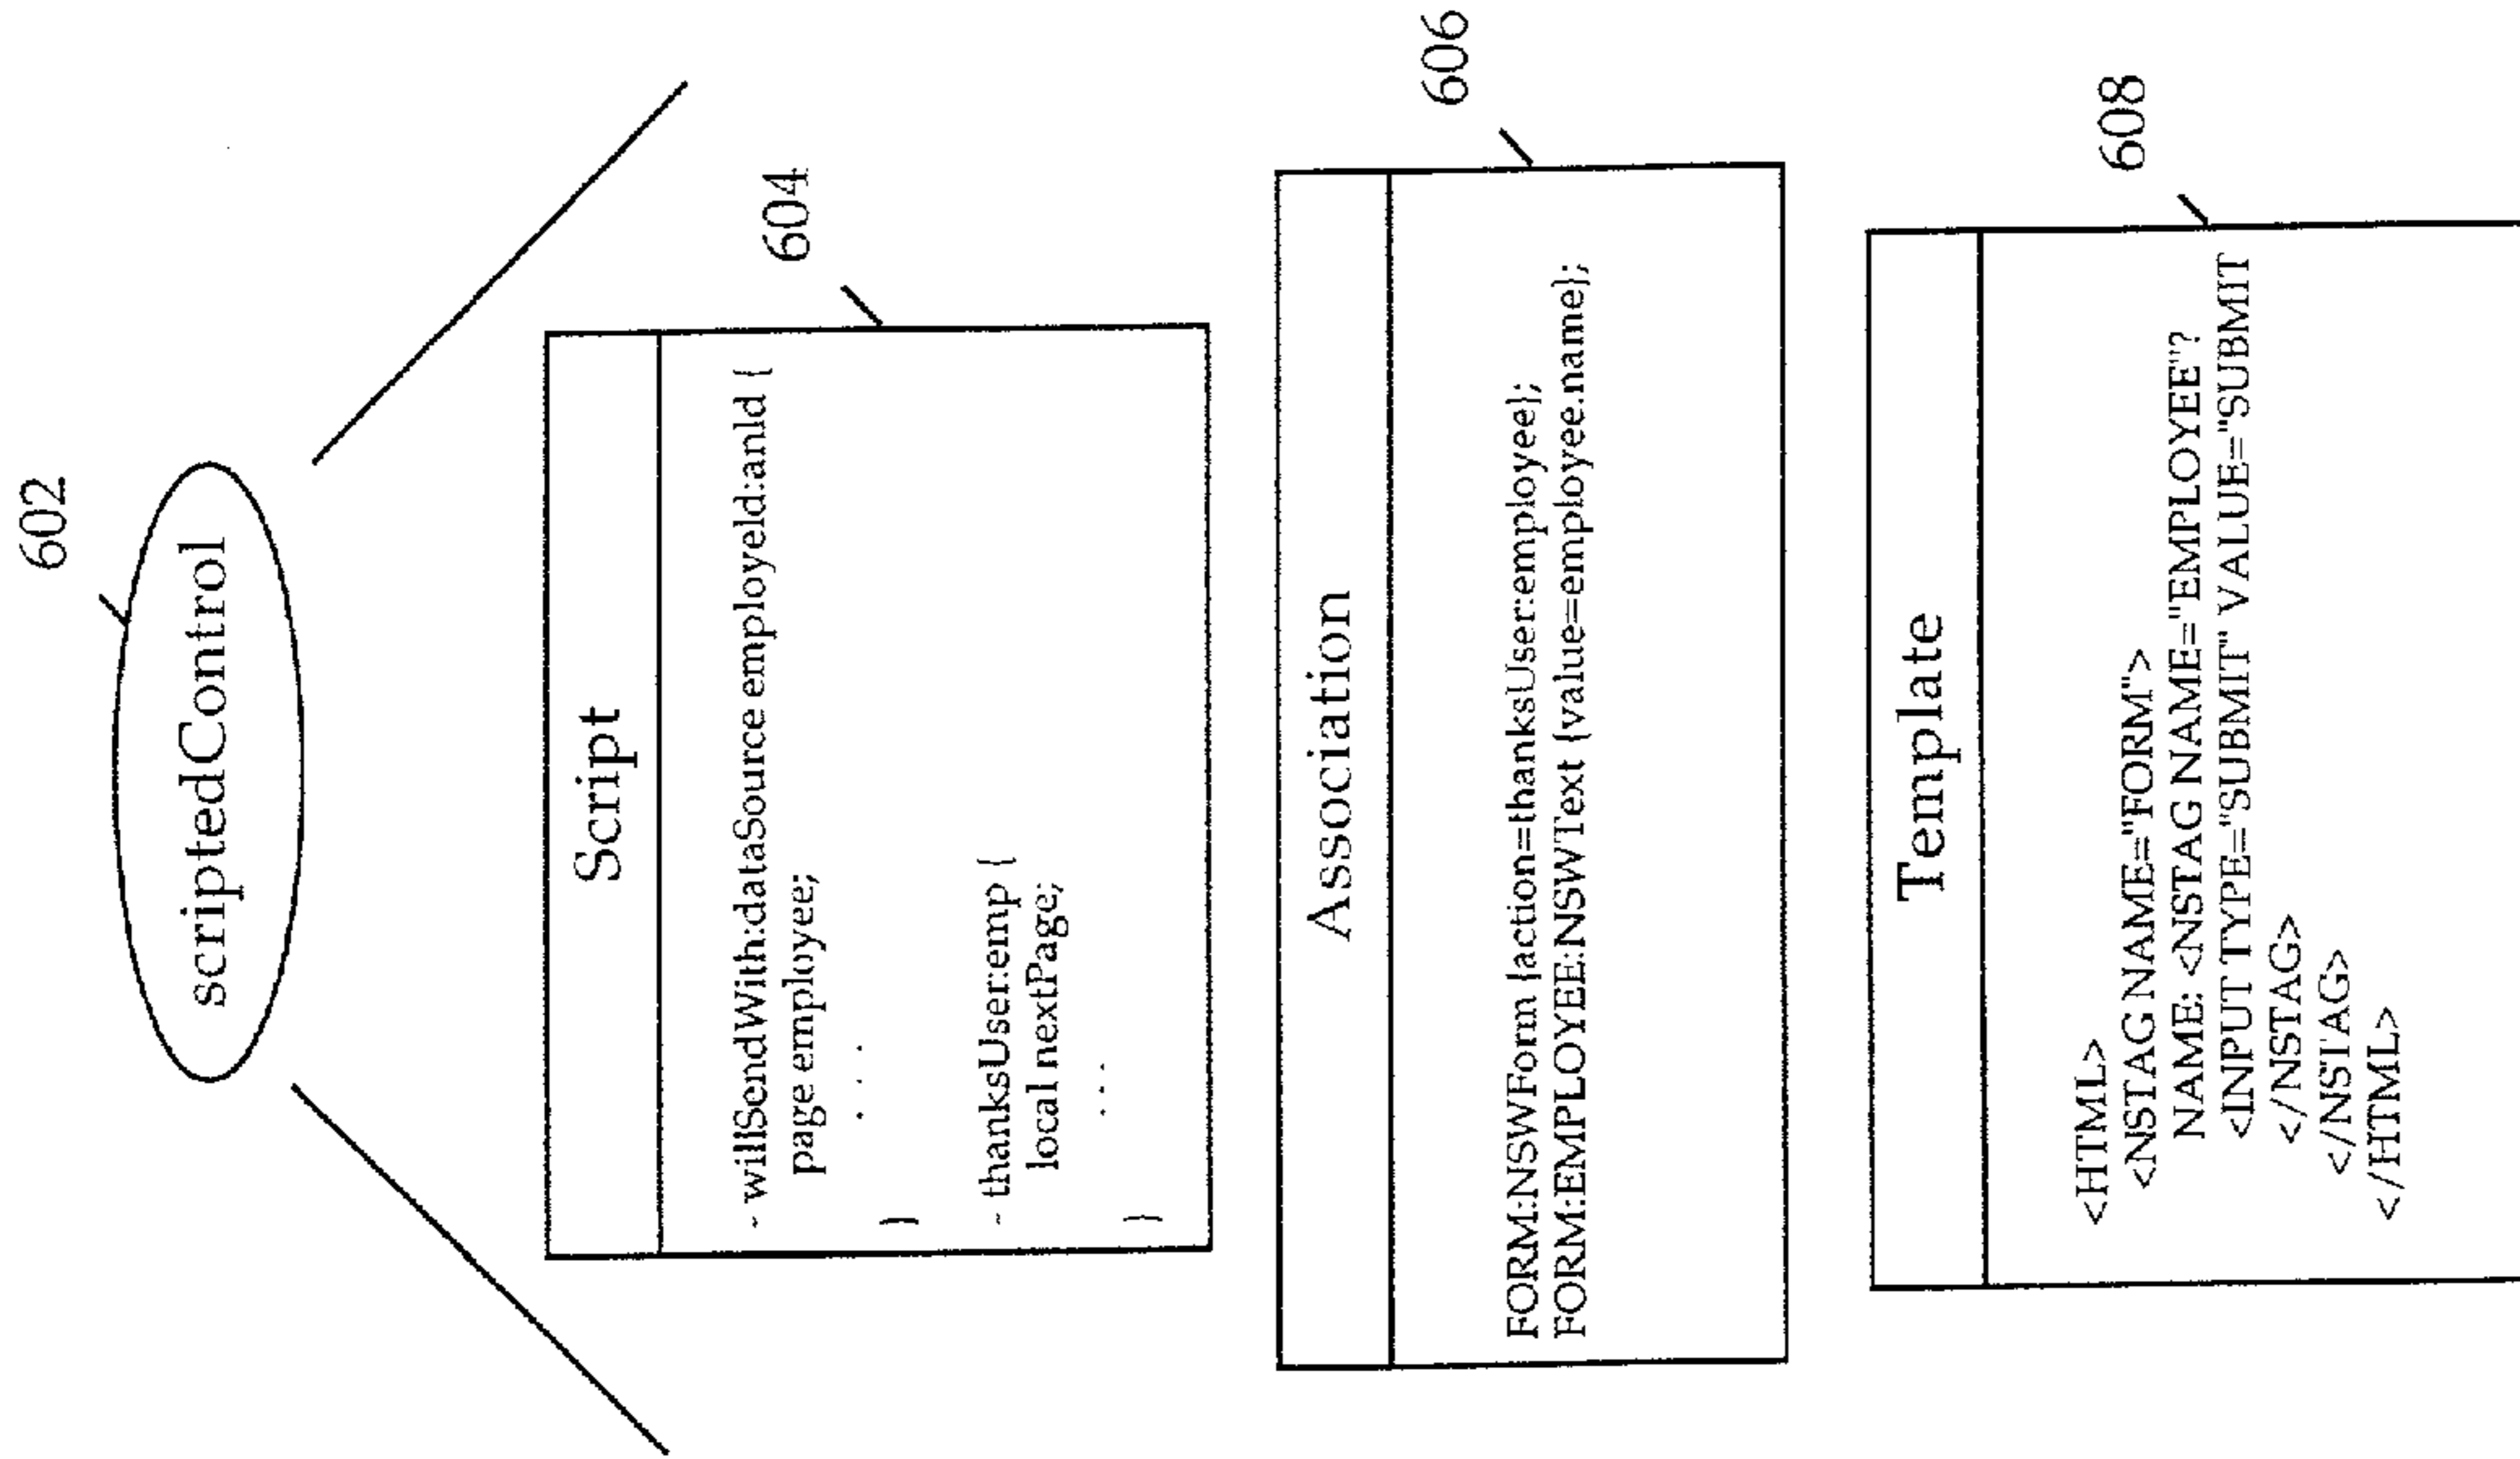 602
scriptedControl
604
Script
~ willSendWith:dataSource employeId:anId {
page employee;
. . .
}
~ thanksUser:emp {
local nextPage;
. . .
}
606
Association
FORM:NSWForm {action=thanksUser:employee};
FORM:EMPLOYEE:NSWText {value=employee.name};
608
Template
<HTML>
<NSTAG NAME="FORM">
NAME: <NSTAG NAME="EMPLOYEE"?
<INPUT TYPE="SUBMIT" VALUE="SUBMIT
</NSTAG>
</NSTAG>
</HTML>